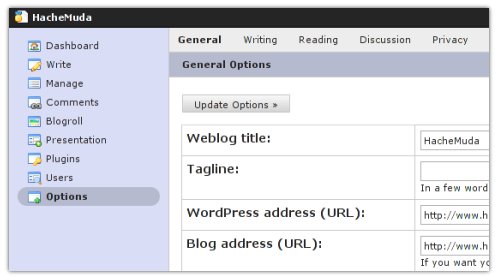 HacheMuda
Dashboard
Write
Manage
Comments
Blogroll
Presentation
Plugins
Users
Options
General Writing Reading Discussion Privacy
General Options
Update Options »
Weblog title: HacheMuda
Tagline:
In a few word
WordPress address (URL): http://www.h
Blog address (URL): http://www.h
If you want yo